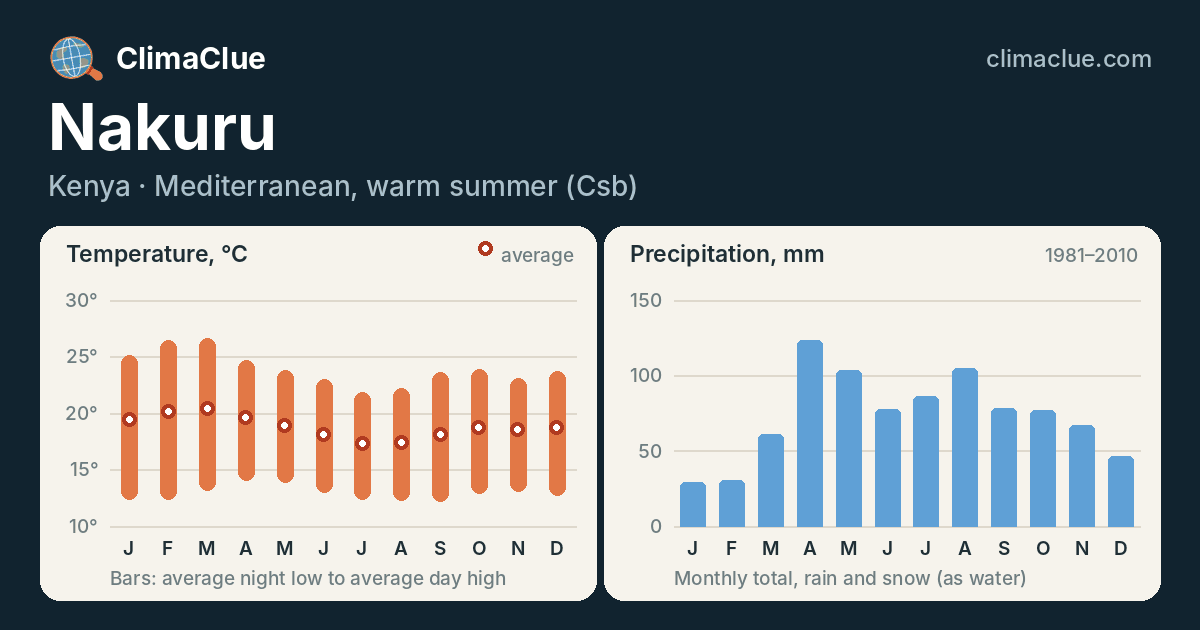 ClimaClue
climaclue.com
Nakuru
Kenya · Mediterranean, warm summer (Csb)
Temperature, °C
average
30°
25°
20°
15°
10°
J F M A M J J A S O N D
Bars: average night low to average day high
Precipitation, mm
1981–2010
150
100
50
0
J F M A M J J A S O N D
Monthly total, rain and snow (as water)